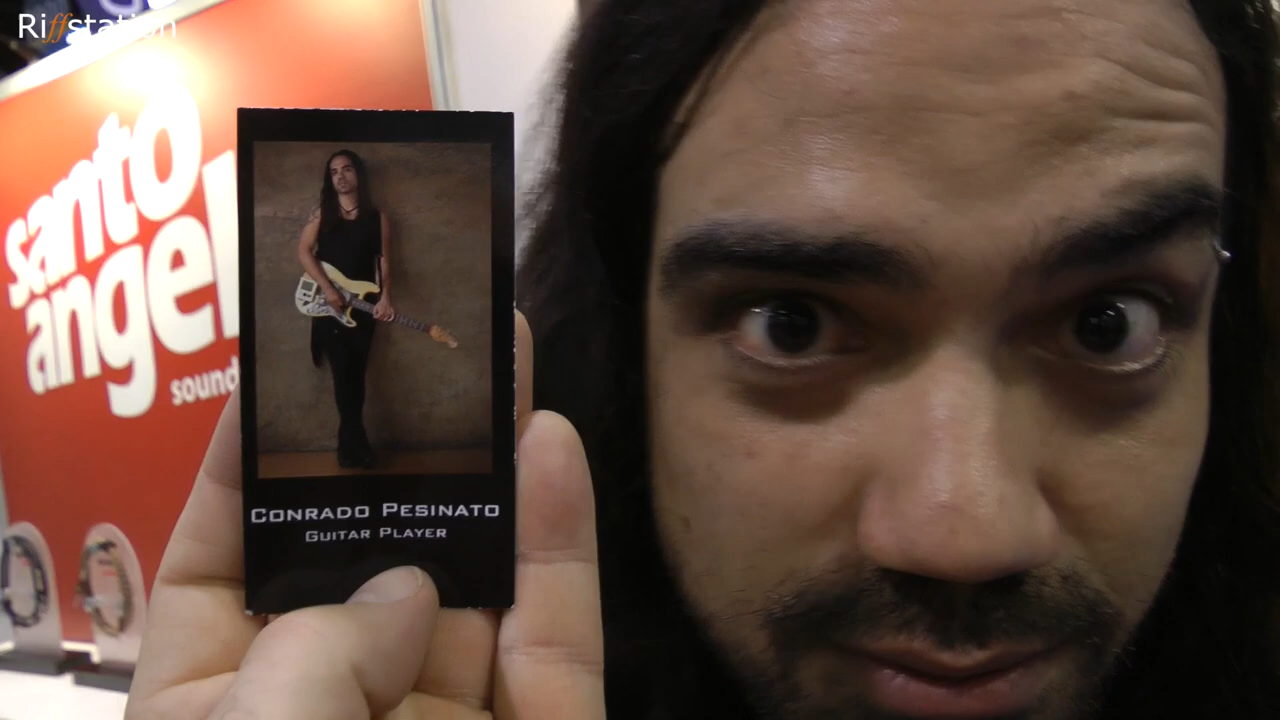 Riffstation
santo
angel
sound
CONRADO PESINATO
GUITAR PLAYER